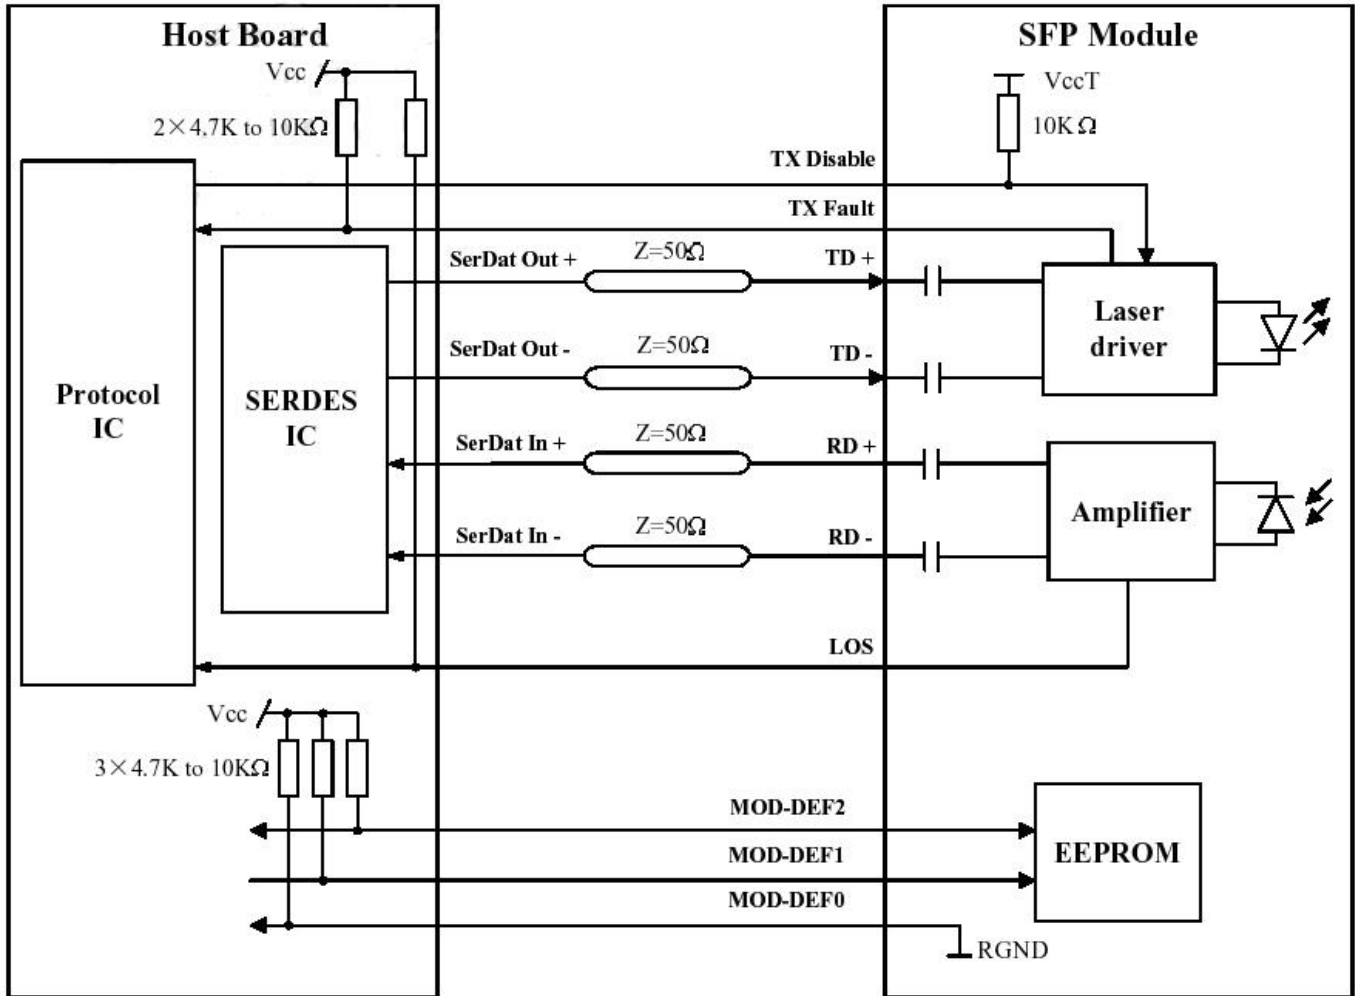 Host Board
SFP Module
Vcc
VccT
2×4.7K to 10KΩ
10KΩ
TX Disable
TX Fault
SerDat Out +
Z=50Ω
TD +
Laser
driver
SerDat Out -
Z=50Ω
TD -
Protocol
IC
SERDES
IC
SerDat In +
Z=50Ω
RD +
Amplifier
SerDat In -
Z=50Ω
RD -
LOS
Vcc
3×4.7K to 10KΩ
MOD-DEF2
MOD-DEF1
EEPROM
MOD-DEF0
RGND